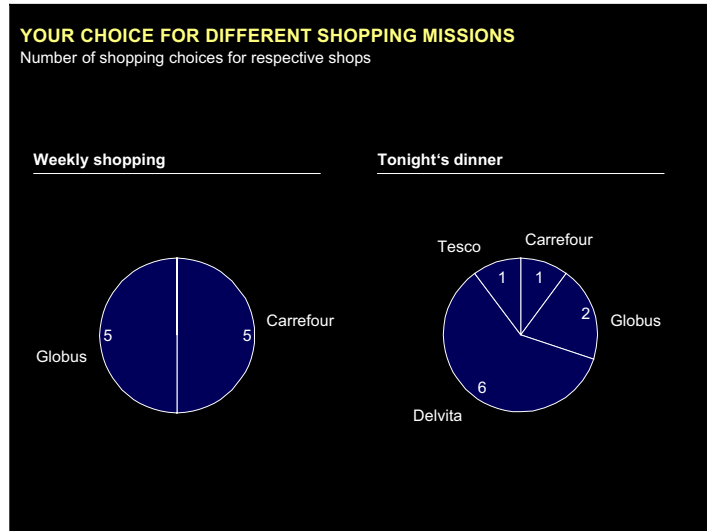 YOUR CHOICE FOR DIFFERENT SHOPPING MISSIONS
Number of shopping choices for respective shops
Weekly shopping
Globus
5
5
Carrefour
Tonight‘s dinner
Tesco
Carrefour
1
1
2
Globus
6
Delvita